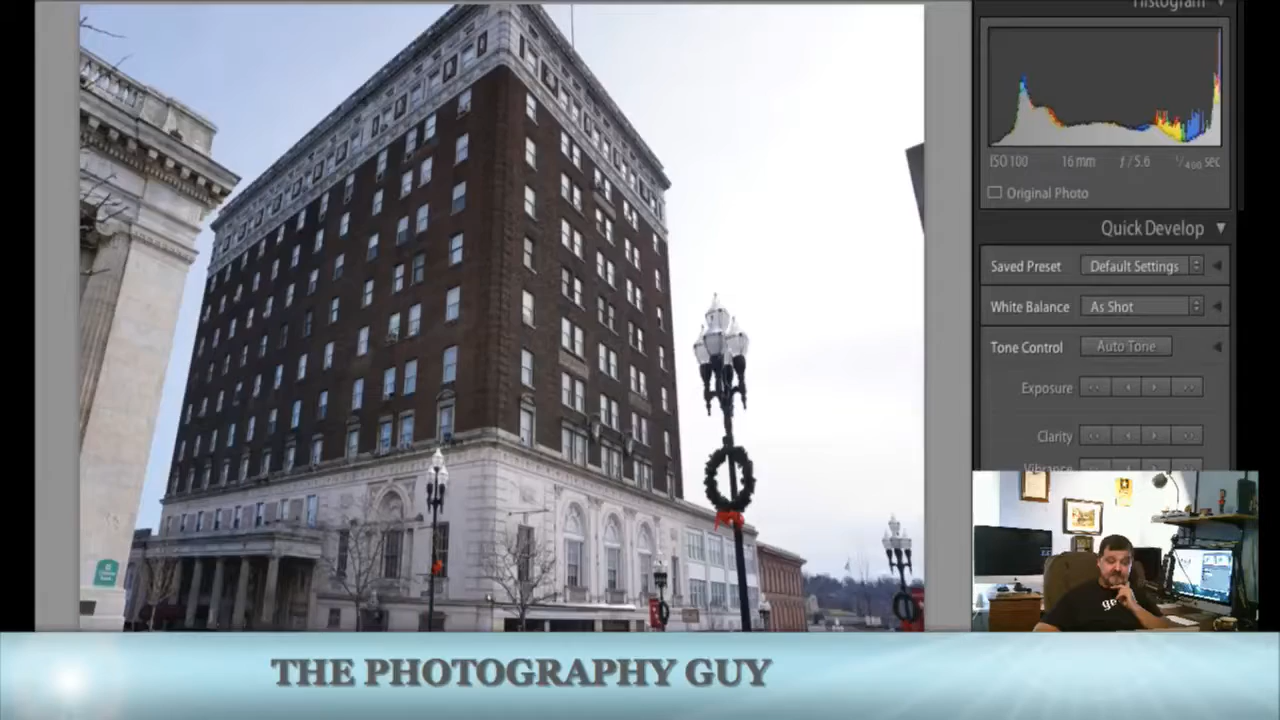 Histogram
ISO 100 16 mm ƒ / 5.6 1/400 SEC
Original Photo
Quick Develop
Saved Preset Default Settings
White Balance As Shot
Tone Control Auto Tone
Exposure
Clarity
Vibrance
THE PHOTOGRAPHY GUY